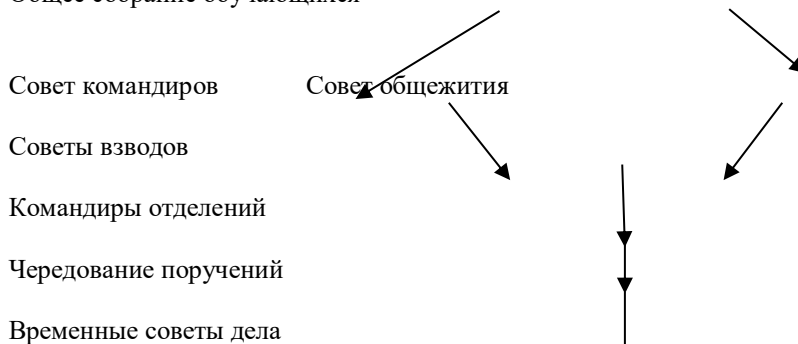 Совет командиров Совет общежития
Советы взводов
Командиры отделений
Чередование поручений
Временные советы дела